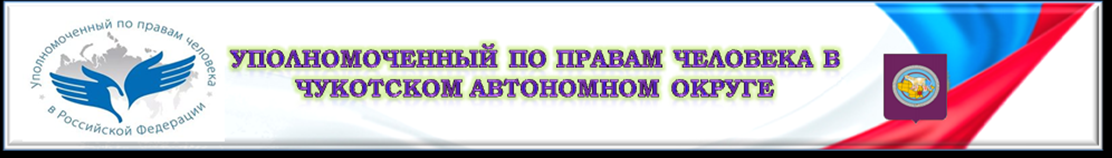 Уполномоченный по правам человека
в Российской Федерации
УПОЛНОМОЧЕННЫЙ ПО ПРАВАМ ЧЕЛОВЕКА В
ЧУКОТСКОМ АВТОНОМНОМ ОКРУГЕ